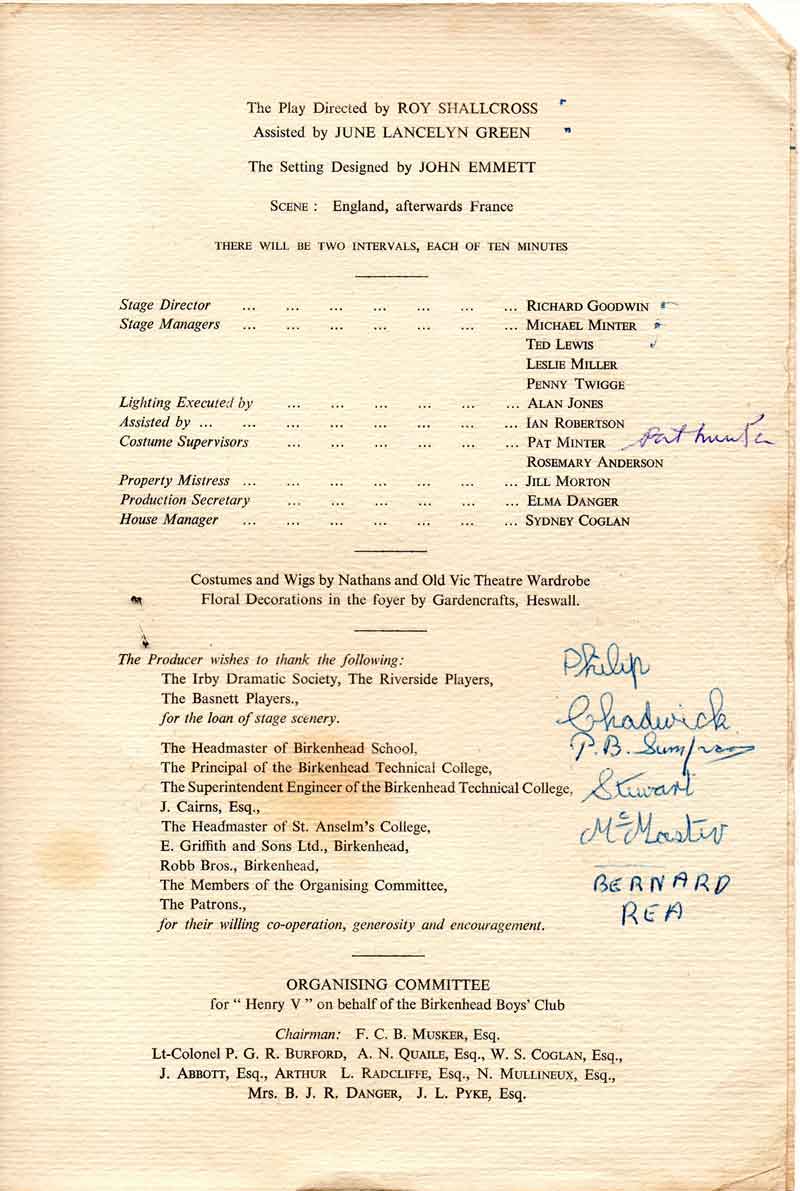 The Play Directed by ROY SHALLCROSS
Assisted by JUNE LANCELYN GREEN
The Setting Designed by JOHN EMMETT
SCENE : England, afterwards France
THERE WILL BE TWO INTERVALS, EACH OF TEN MINUTES
Stage Director ... ... ... ... ... ... ... RICHARD GOODWIN
Stage Managers ... ... ... ... ... ... ... MICHAEL MINTER
TED LEWIS
LESLIE MILLER
PENNY TWIGGE
Lighting Executed by ... ... ... ... ... ... ALAN JONES
Assisted by ... ... ... ... ... ... ... ... IAN ROBERTSON
Costume Supervisors ... ... ... ... ... ... PAT MINTER Pat Minter
ROSEMARY ANDERSON
Property Mistress ... ... ... ... ... ... ... JILL MORTON
Production Secretary ... ... ... ... ... ... ELMA DANGER
House Manager ... ... ... ... ... ... ... SYDNEY COGLAN
Costumes and Wigs by Nathans and Old Vic Theatre Wardrobe
Floral Decorations in the foyer by Gardencrafts, Heswall.
The Producer wishes to thank the following:
The Irby Dramatic Society, The Riverside Players,
The Basnett Players.,
for the loan of stage scenery.
The Headmaster of Birkenhead School,
The Principal of the Birkenhead Technical College,
The Superintendent Engineer of the Birkenhead Technical College,
J. Cairns, Esq.,
The Headmaster of St. Anselm's College,
E. Griffith and Sons Ltd., Birkenhead,
Robb Bros., Birkenhead,
The Members of the Organising Committee,
The Patrons.,
for their willing co-operation, generosity and encouragement.
Philip
Chadwick
P.B.
Stewart
McMaster
BERNARD
REA
ORGANISING COMMITTEE
for " Henry V " on behalf of the Birkenhead Boys' Club
Chairman: F. C. B. MUSKER, Esq.
Lt-Colonel P. G. R. BURFORD, A. N. QUAILE, Esq., W. S. COGLAN, Esq.,
J. ABBOTT, Esq., ARTHUR L. RADCLIFFE, Esq., N. MULLINEUX, Esq.,
Mrs. B. J. R. DANGER, J. L. PYKE, Esq.